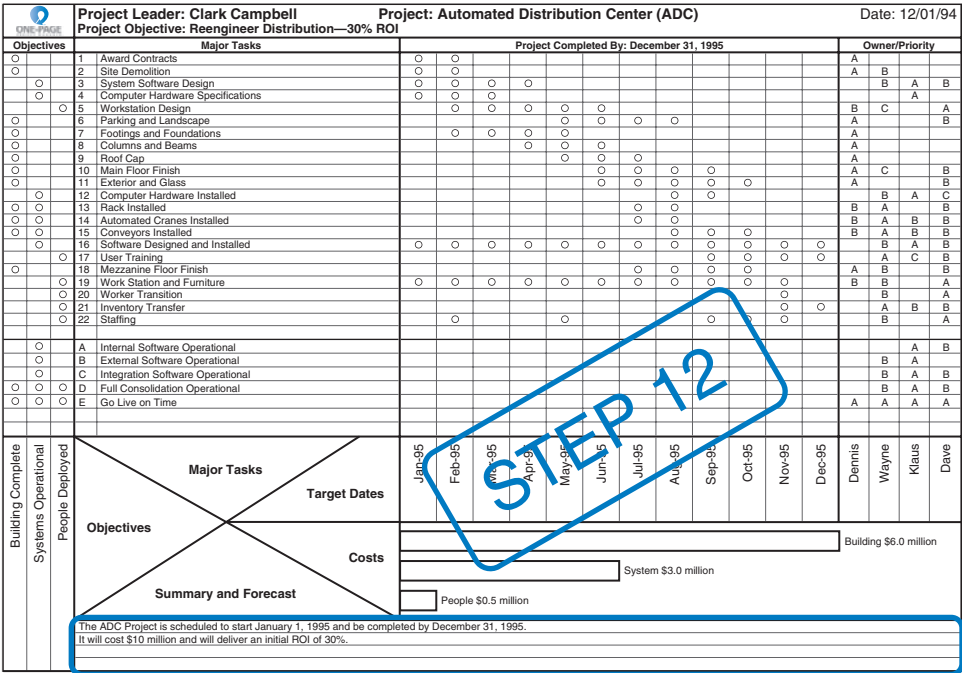 ONE-PAGE
Project Leader: Clark Campbell Project: Automated Distribution Center (ADC) Date: 12/01/94
Project Objective: Reengineer Distribution—30% ROI
Objectives Major Tasks Project Completed By: December 31, 1995 Owner/Priority
1 Award Contracts A
2 Site Demolition A B
3 System Software Design B A B
4 Computer Hardware Specifications A
5 Workstation Design B C A
6 Parking and Landscape A B
7 Footings and Foundations A
8 Columns and Beams A
9 Roof Cap A
10 Main Floor Finish A C B
11 Exterior and Glass A B
12 Computer Hardware Installed B A C
13 Rack Installed B A B
14 Automated Cranes Installed B A B B
15 Conveyors Installed B A B B
16 Software Designed and Installed B A B
17 User Training A C B
18 Mezzanine Floor Finish A B B
19 Work Station and Furniture B B A
20 Worker Transition B A
21 Inventory Transfer A B B
22 Staffing B A
A Internal Software Operational A B
B External Software Operational B A
C Integration Software Operational B A B
D Full Consolidation Operational B A B
E Go Live on Time A A A A
STEP 12
Building Complete
Systems Operational
People Deployed
Major Tasks
Target Dates
Objectives
Costs
Summary and Forecast
Jan-95
Feb-95
Mar-95
Apr-95
May-95
Jun-95
Jul-95
Aug-95
Sep-95
Oct-95
Nov-95
Dec-95
Dennis
Wayne
Klaus
Dave
Building $6.0 million
System $3.0 million
People $0.5 million
The ADC Project is scheduled to start January 1, 1995 and be completed by December 31, 1995.
It will cost $10 million and will deliver an initial ROI of 30%.